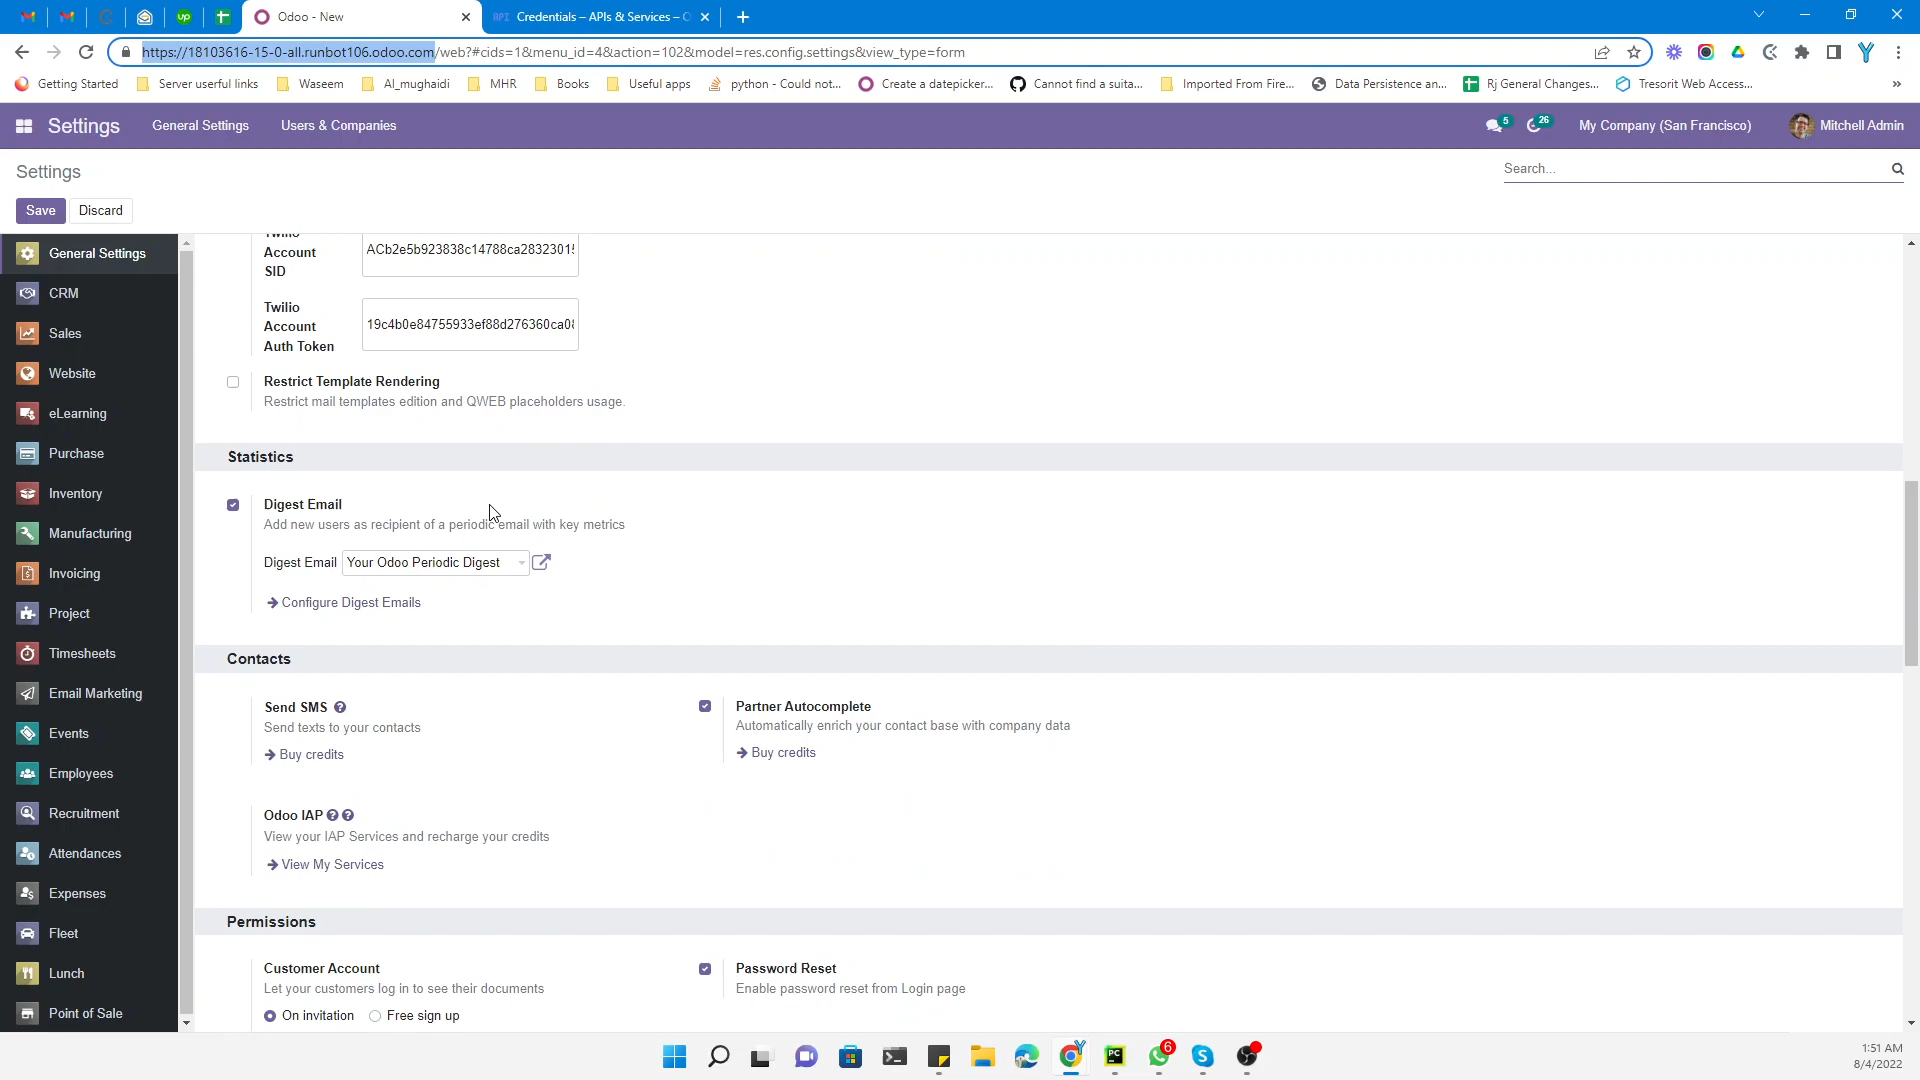 Odoo - New
Credentials – APIs & Services –
https://18103616-15-0-all.runbot106.odoo.com/web?#cids=1&menu_id=4&action=102&model=res.config.settings&view_type=form
Getting Started
Server userful links
Waseem
Al_mughaidi
MHR
Books
Useful apps
python - Could not...
Create a datepicker...
Cannot find a suita...
Imported From Fire...
Data Persistence an...
Rj General Changes...
Tresorit Web Access...
Settings
General Settings
Users & Companies
5
26
My Company (San Francisco)
Mitchell Admin
Settings
Search...
Save
Discard
General Settings
CRM
Sales
Website
eLearning
Purchase
Inventory
Manufacturing
Invoicing
Project
Timesheets
Email Marketing
Events
Employees
Recruitment
Attendances
Expenses
Fleet
Lunch
Point of Sale
Twilio
Account
SID
ACb2e5b923838c14788ca2832301
Twilio
Account
Auth Token
19c4b0e84755933ef88d276360ca0
Restrict Template Rendering
Restrict mail templates edition and QWEB placeholders usage.
Statistics
Digest Email
Add new users as recipient of a periodic email with key metrics
Digest Email
Your Odoo Periodic Digest
Configure Digest Emails
Contacts
Send SMS
Send texts to your contacts
Buy credits
Partner Autocomplete
Automatically enrich your contact base with company data
Buy credits
Odoo IAP
View your IAP Services and recharge your credits
View My Services
Permissions
Customer Account
Let your customers log in to see their documents
On invitation
Free sign up
Password Reset
Enable password reset from Login page
6
1:51 AM
8/4/2022